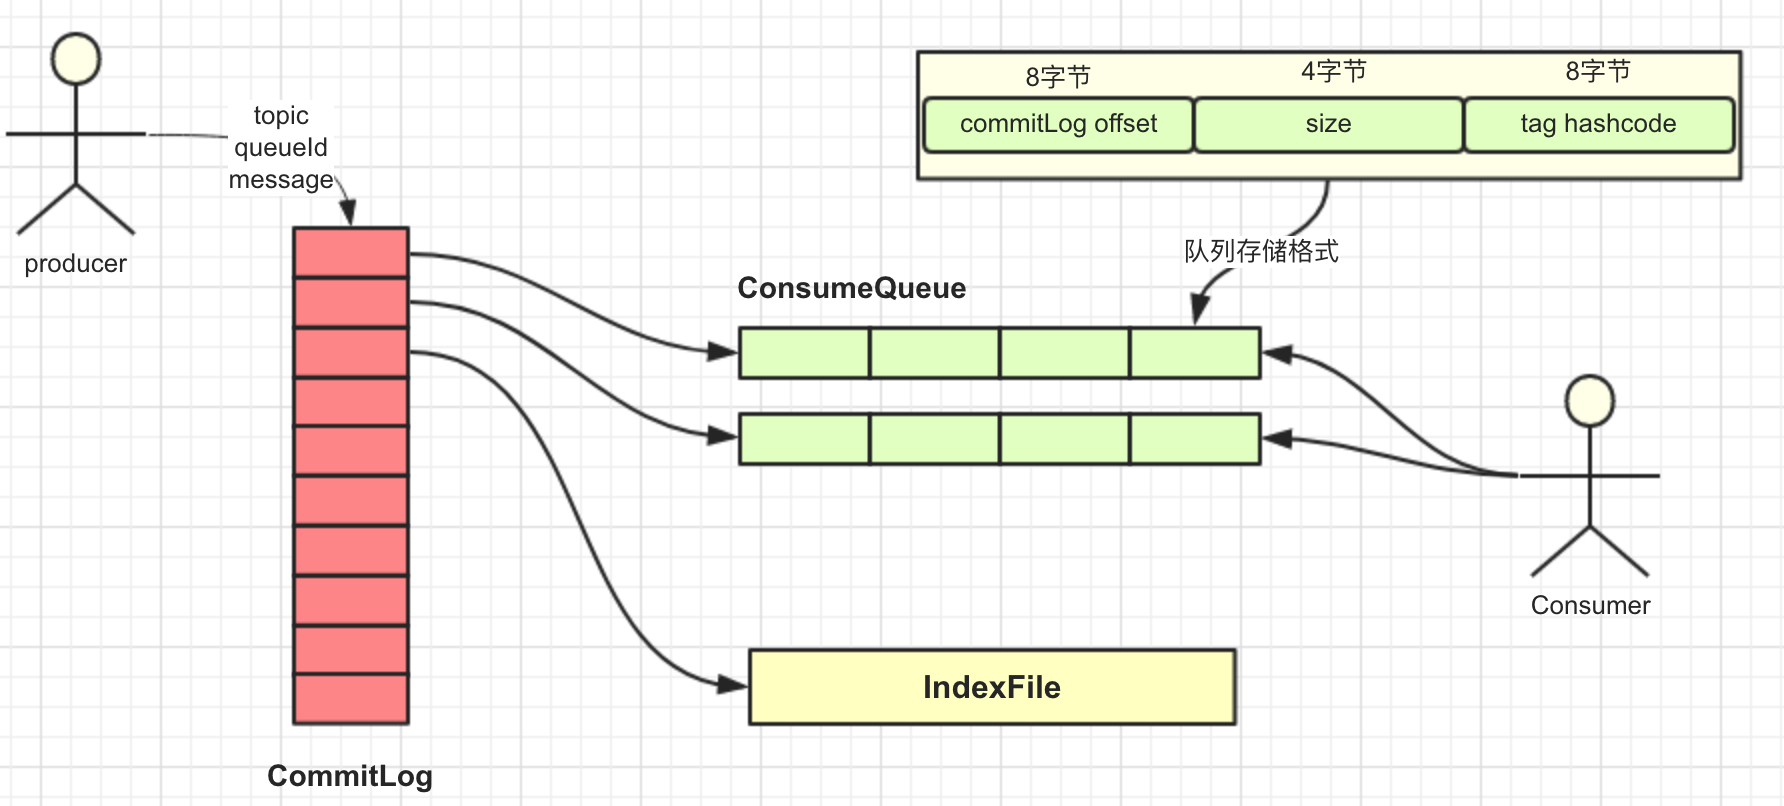 topic
queueId
message
producer
CommitLog
8字节
4字节
8字节
commitLog offset
size
tag hashcode
队列存储格式
ConsumeQueue
IndexFile
Consumer